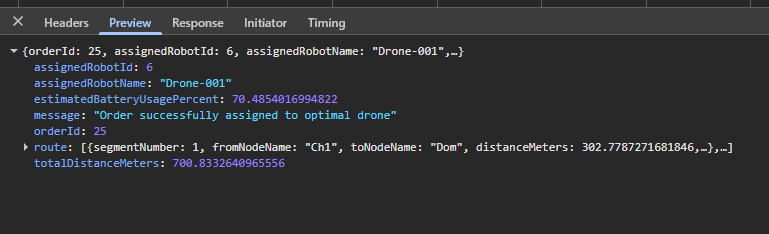 Headers Preview Response Initiator Timing
{orderId: 25, assignedRobotId: 6, assignedRobotName: "Drone-001",…}
assignedRobotId: 6
assignedRobotName: "Drone-001"
estimatedBatteryUsagePercent: 70.4854016994822
message: "Order successfully assigned to optimal drone"
orderId: 25
route: [{segmentNumber: 1, fromNodeName: "Ch1", toNodeName: "Dom", distanceMeters: 302.7787271681846,…},…]
totalDistanceMeters: 700.8332640965556